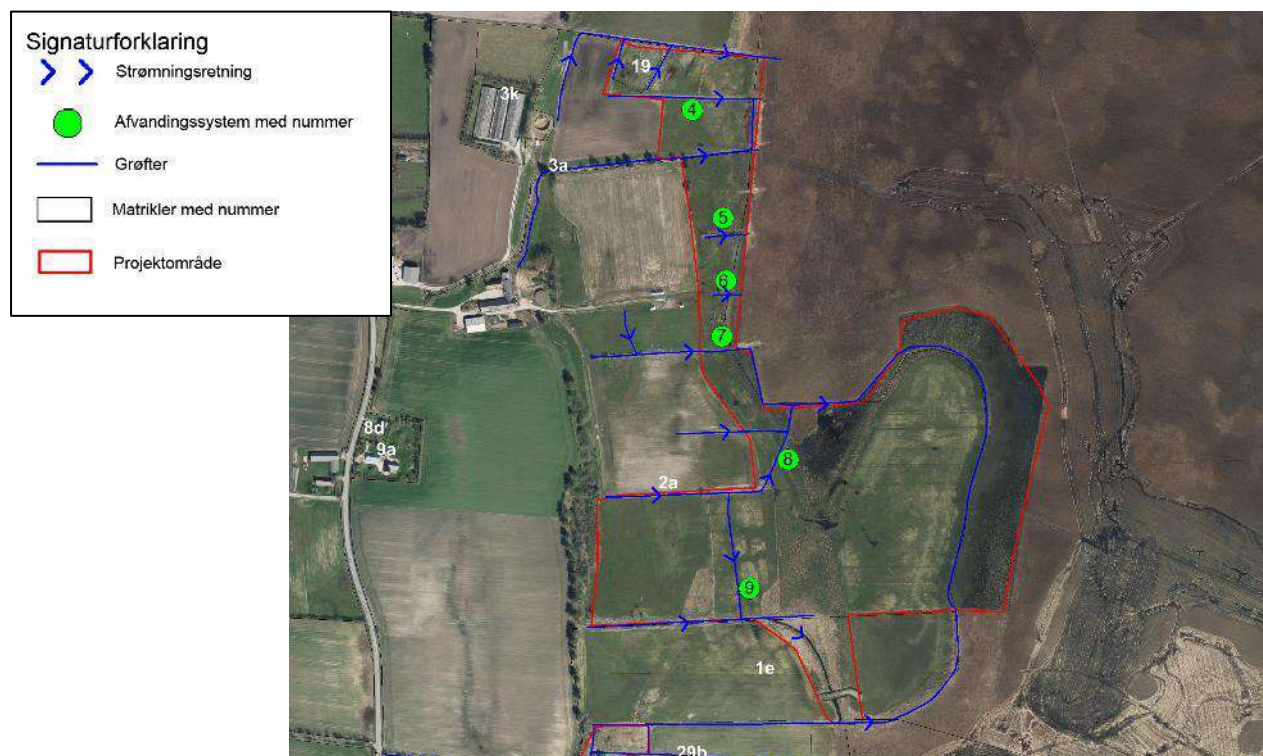 Signaturforklaring
Strømningsretning
Afvandingssystem med nummer
Grøfter
Matrikler med nummer
Projektområde
19
3k
4
3a
5
6
7
8d
9a
8
2a
9
1e
29b